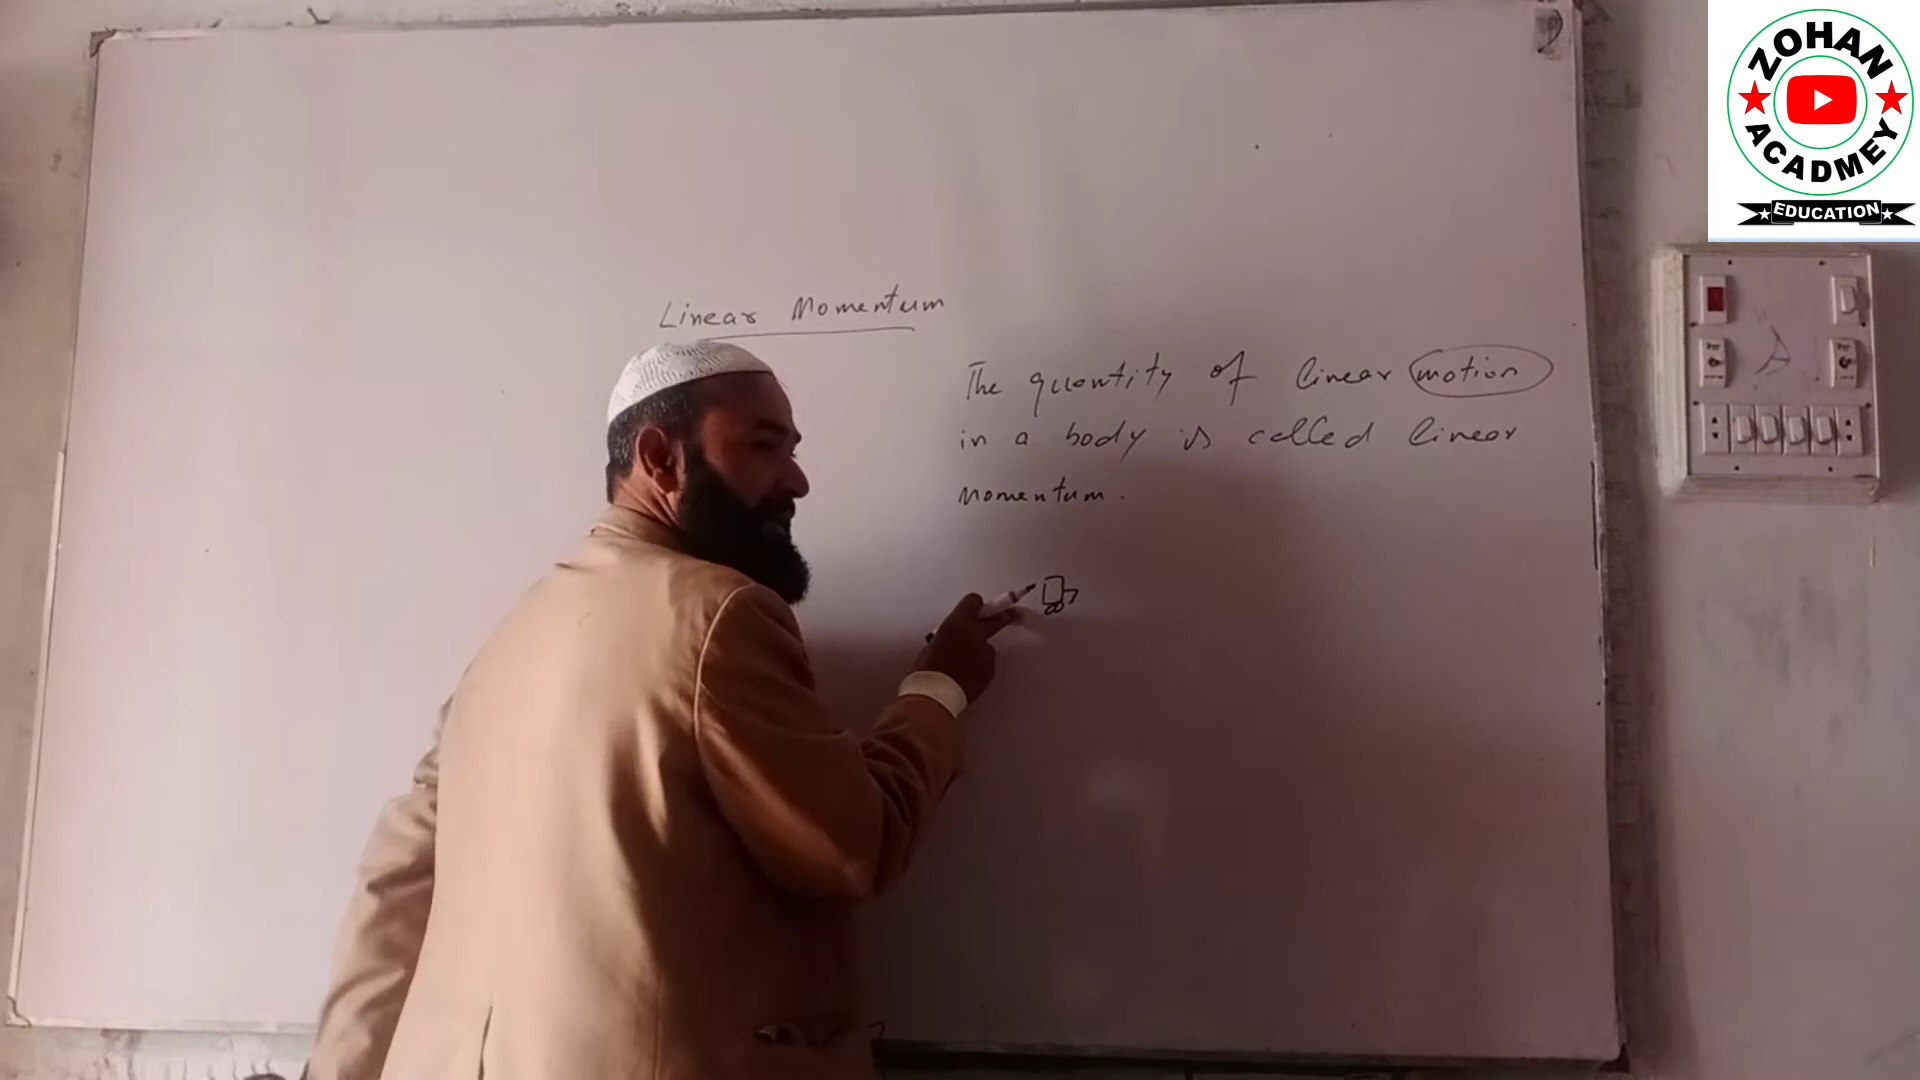 ZOHAN
ACADMEY
EDUCATION
Linear Momentum
The quantity of linear motion
in a body is called linear
Momentum.